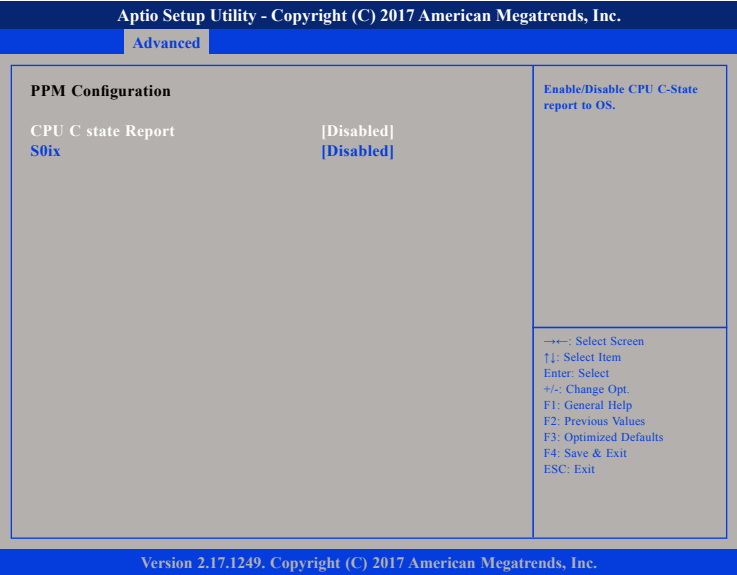 Aptio Setup Utility - Copyright (C) 2017 American Megatrends, Inc.
Advanced
PPM Configuration
CPU C state Report [Disabled]
S0ix [Disabled]
Enable/Disable CPU C-State
report to OS.
→←: Select Screen
↑↓: Select Item
Enter: Select
+/-: Change Opt.
F1: General Help
F2: Previous Values
F3: Optimized Defaults
F4: Save & Exit
ESC: Exit
Version 2.17.1249. Copyright (C) 2017 American Megatrends, Inc.